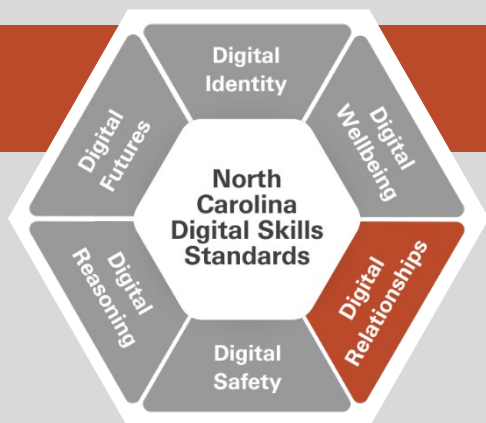 Digital
Identity
Digital
Wellbeing
Digital
Relationships
Digital
Safety
Digital
Reasoning
Digital
Futures
North
Carolina
Digital Skills
Standards